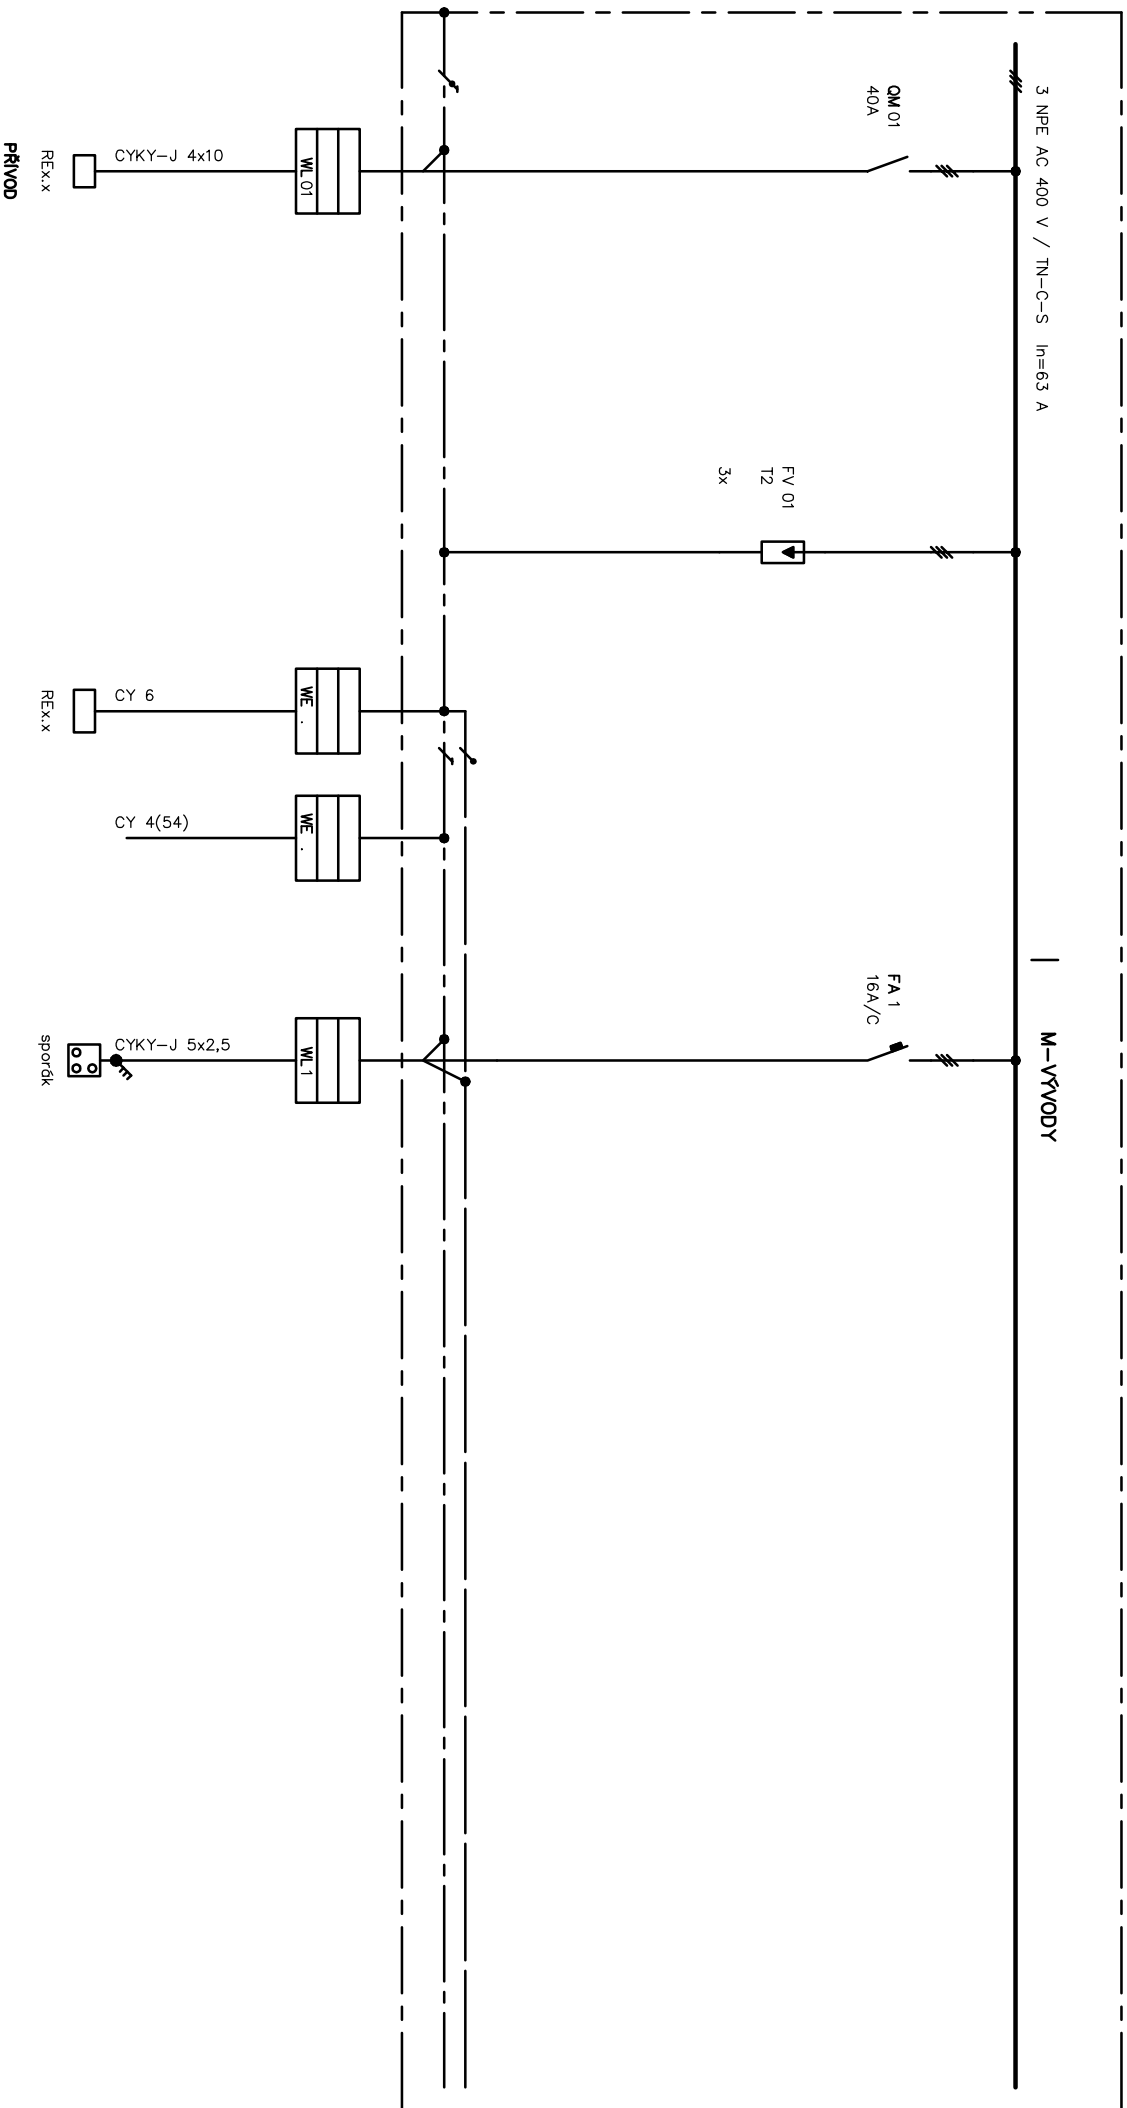 3 NPE AC 400 V / TN-C-S In=63 A
M-VÝVODY
QM 01
40A
FV 01
T2
3x
FA 1
16A/C
WL 01
WE .
WE .
WL 1
CYKY-J 4x10
CY 6
CY 4(54)
CYKY-J 5x2,5
REx.x
REx.x
sporák
PŘÍVOD